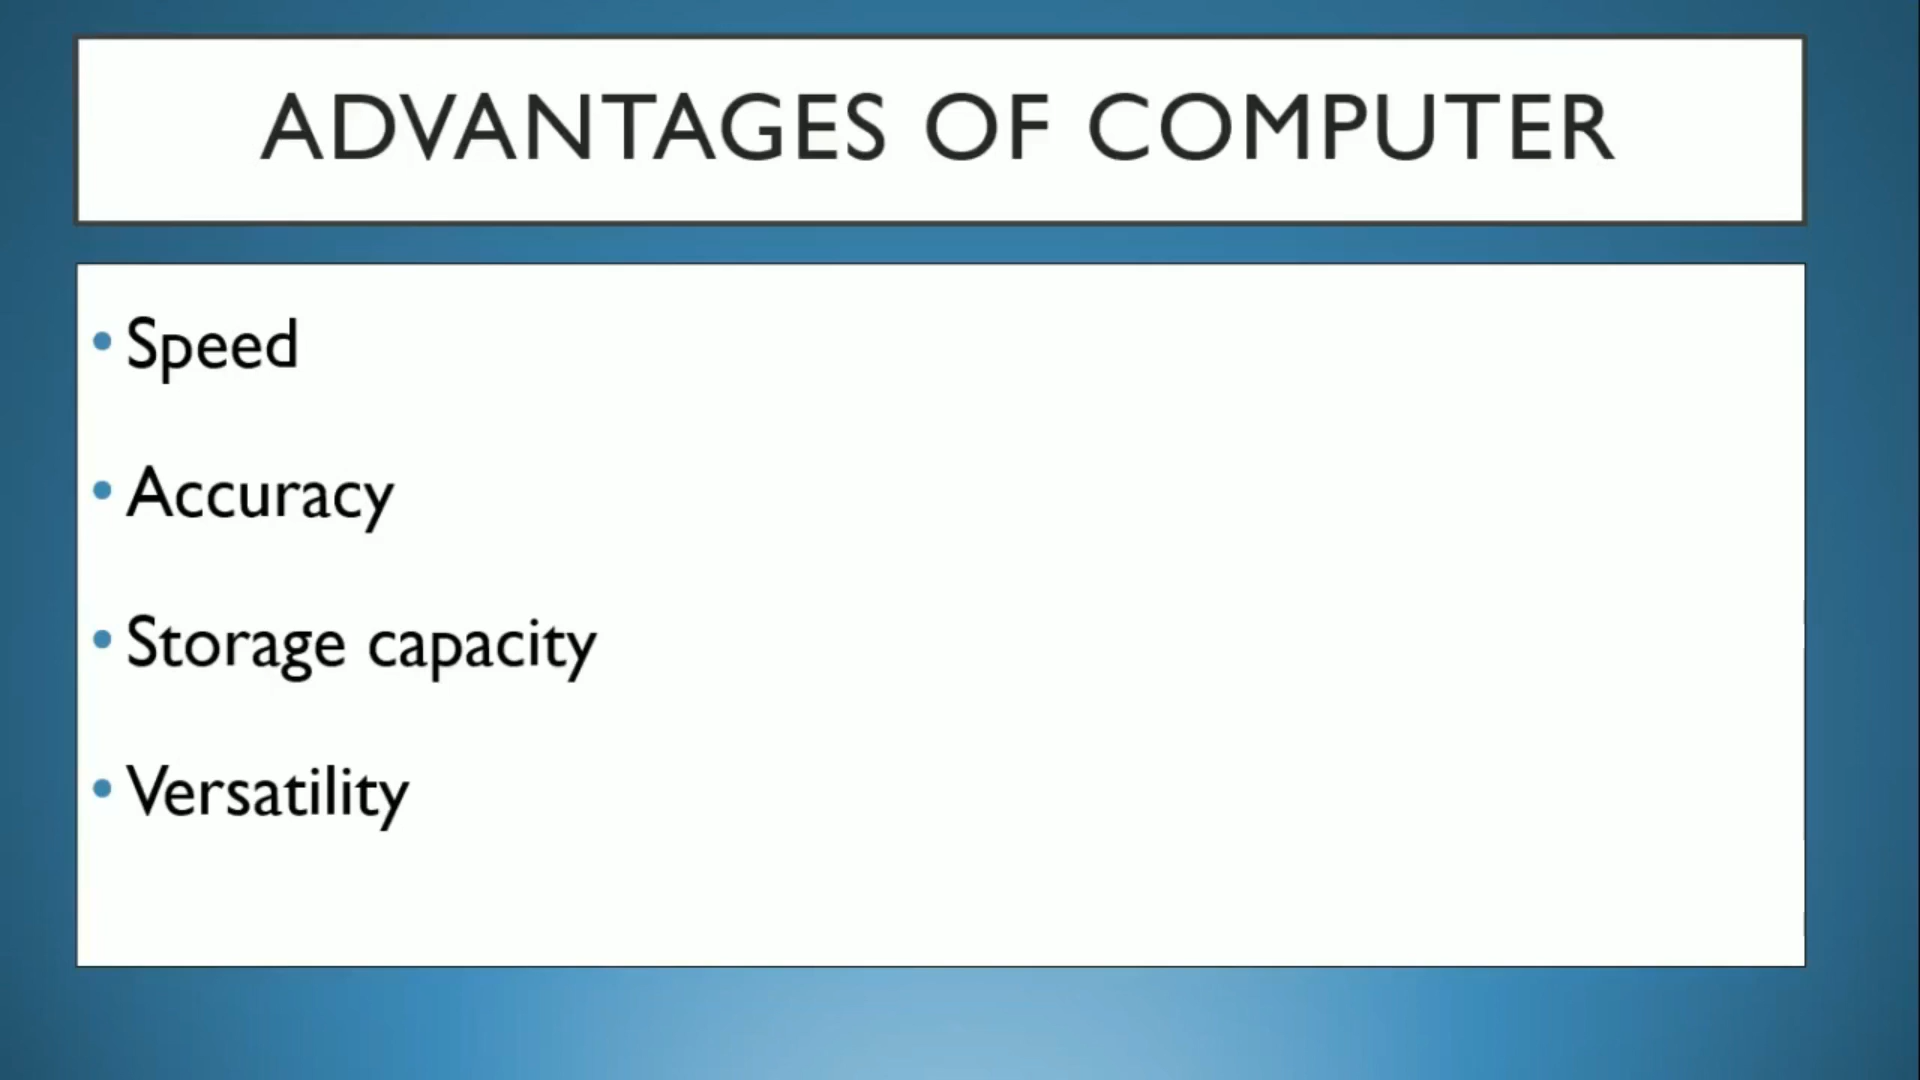 ADVANTAGES OF COMPUTER
• Speed
• Accuracy
• Storage capacity
• Versatility